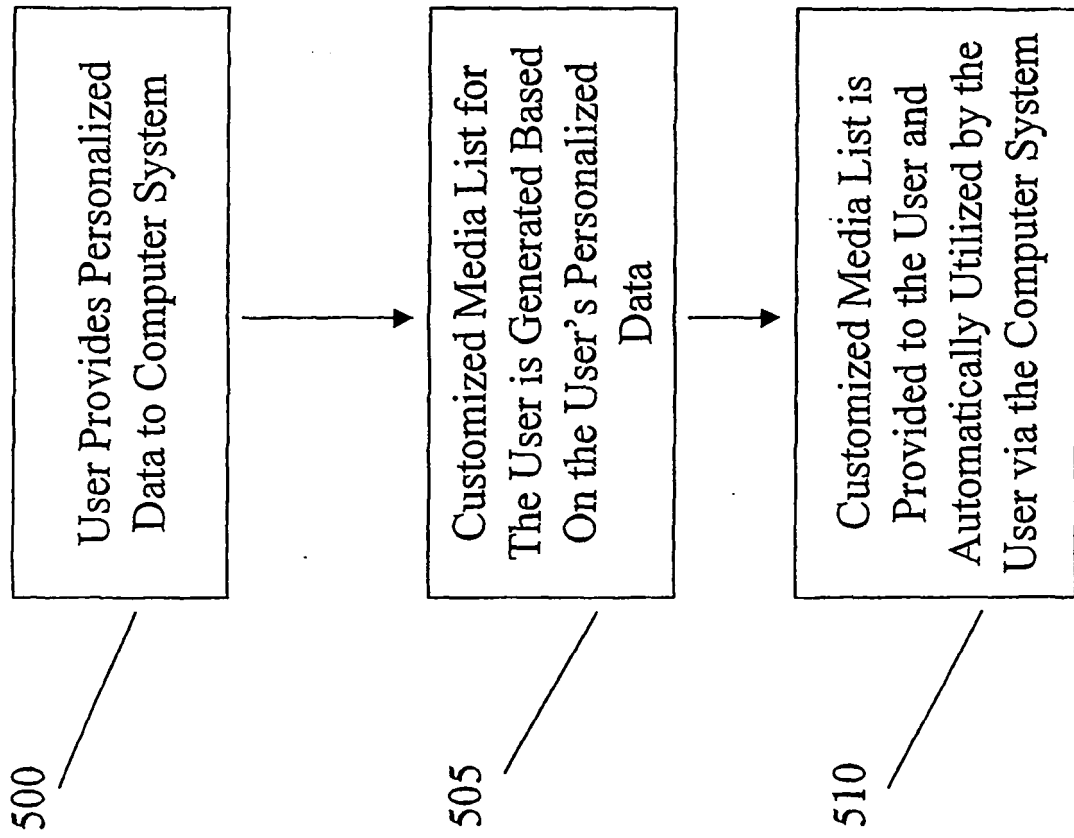 500
User Provides Personalized
Data to Computer System
505
Customized Media List for
The User is Generated Based
On the User's Personalized
Data
510
Customized Media List is
Provided to the User and
Automatically Utilized by the
User via the Computer System